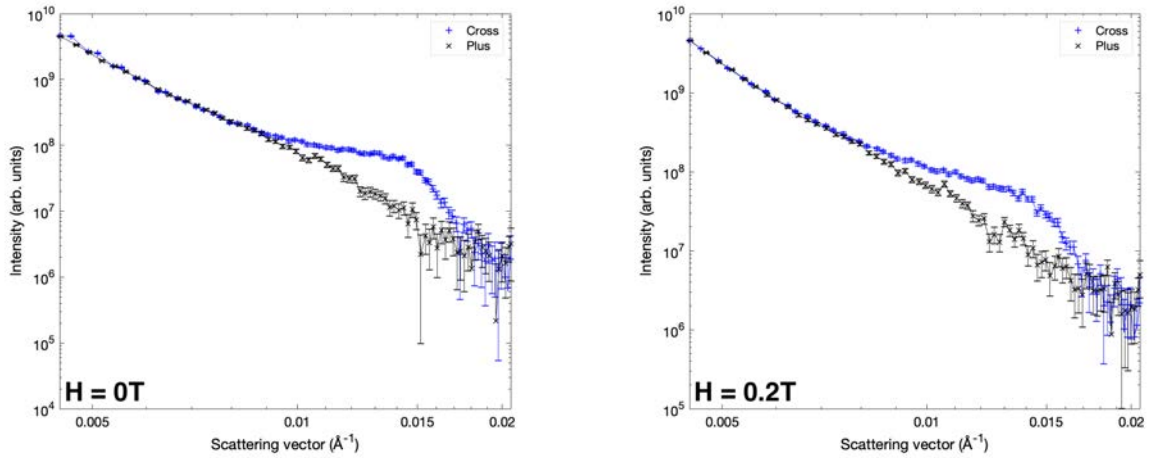 10^10
10^9
10^8
10^7
10^6
10^5
10^4
Intensity (arb. units)
Cross
Plus
H = 0T
0.005
0.01
0.015
0.02
Scattering vector (Å^-1)
10^10
10^9
10^8
10^7
10^6
10^5
Intensity (arb. units)
Cross
Plus
H = 0.2T
0.005
0.01
0.015
0.02
Scattering vector (Å^-1)